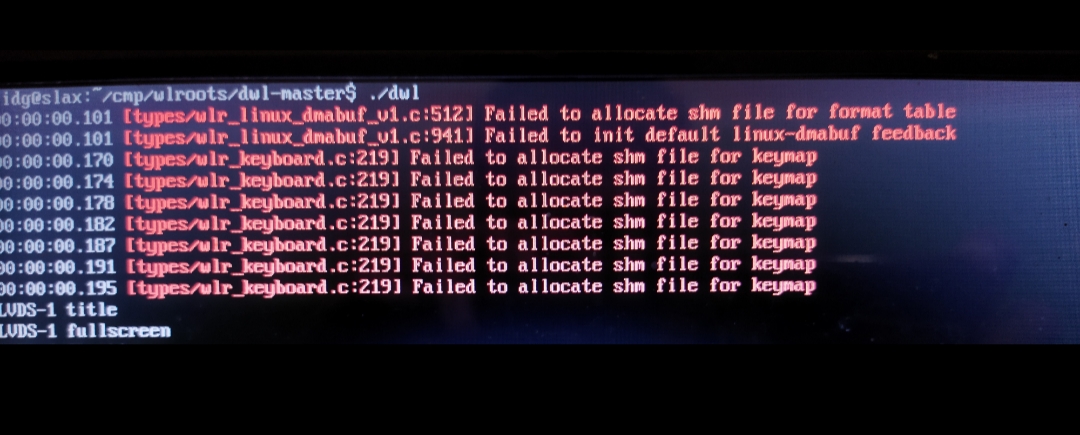 idg@slax:~/cmp/wlroots/dwl-master$ ./dwl
0:00:00.101 [types/wlr_linux_dmabuf_v1.c:512] Failed to allocate shm file for format table
0:00:00.101 [types/wlr_linux_dmabuf_v1.c:941] Failed to init default linux-dmabuf feedback
00:00:00.170 [types/wlr_keyboard.c:219] Failed to allocate shm file for keymap
00:00:00.174 [types/wlr_keyboard.c:219] Failed to allocate shm file for keymap
00:00:00.178 [types/wlr_keyboard.c:219] Failed to allocate shm file for keymap
00:00:00.182 [types/wlr_keyboard.c:219] Failed to allocate shm file for keymap
00:00:00.187 [types/wlr_keyboard.c:219] Failed to allocate shm file for keymap
00:00:00.191 [types/wlr_keyboard.c:219] Failed to allocate shm file for keymap
00:00:00.195 [types/wlr_keyboard.c:219] Failed to allocate shm file for keymap
LVDS-1 title
LVDS-1 fullscreen